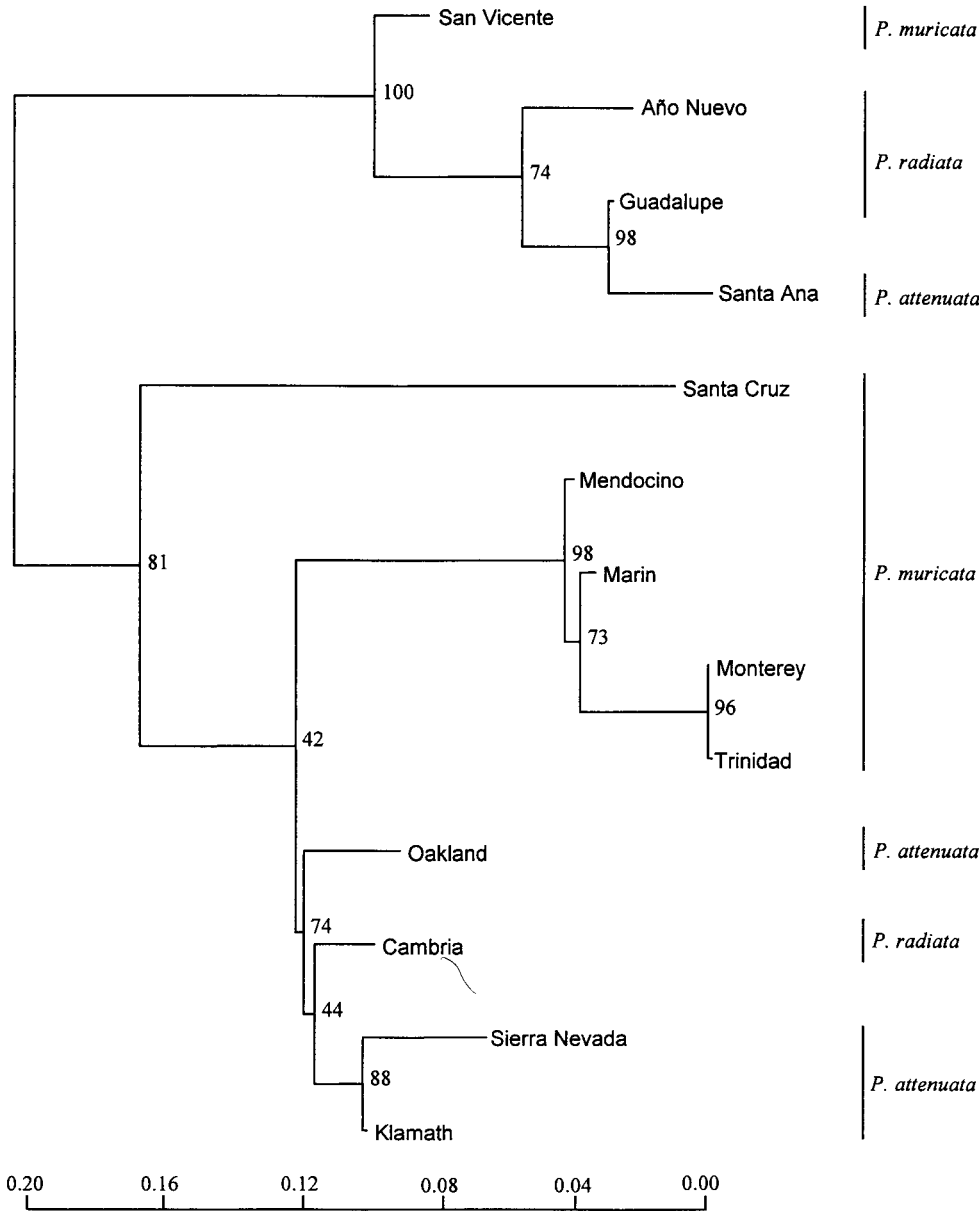 San Vicente
P. muricata
100
Año Nuevo
74
P. radiata
Guadalupe
98
Santa Ana
P. attenuata
Santa Cruz
Mendocino
98
81
Marin
P. muricata
73
Monterey
96
42
Trinidad
Oakland
P. attenuata
74
Cambria
P. radiata
44
Sierra Nevada
88
P. attenuata
Klamath
0.20 0.16 0.12 0.08 0.04 0.00